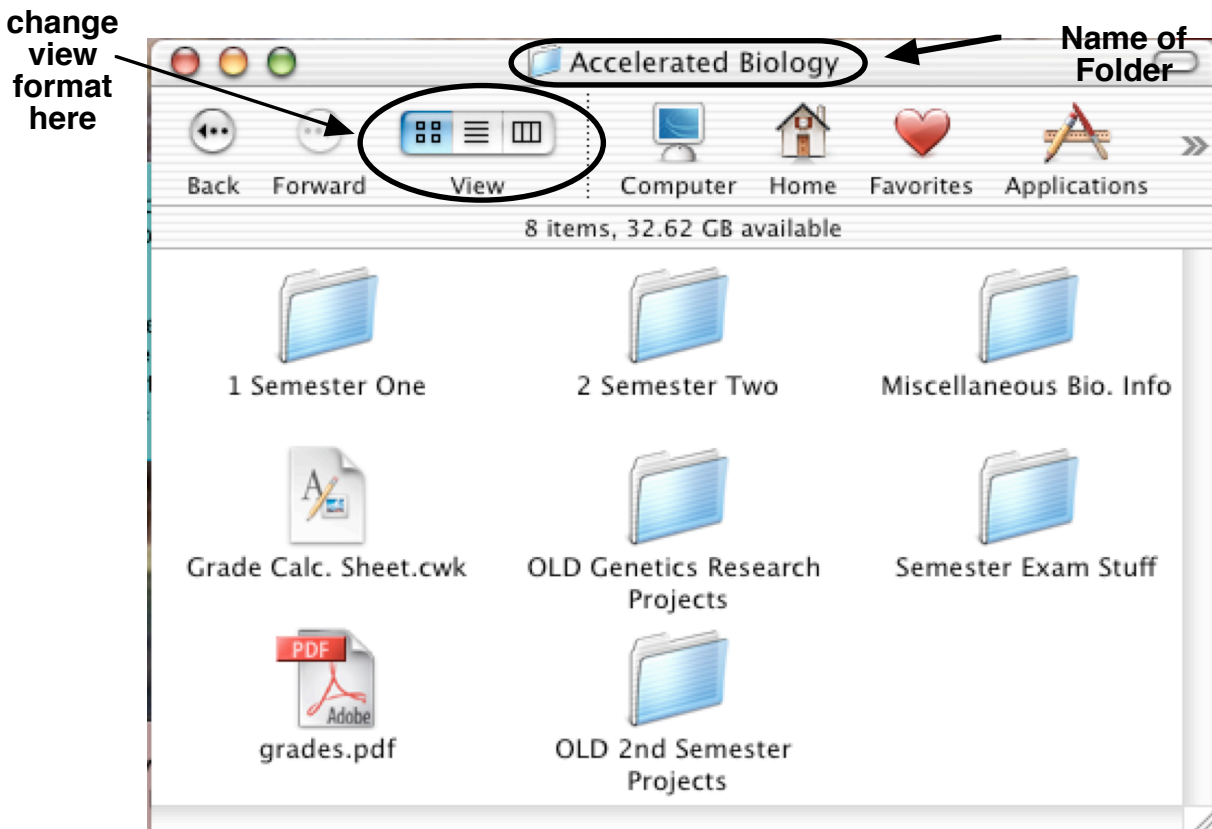 change
view
format
here
Accelerated Biology
Name of
Folder
Back Forward View Computer Home Favorites Applications
8 items, 32.62 GB available
1 Semester One 2 Semester Two Miscellaneous Bio. Info
A
Grade Calc. Sheet.cwk OLD Genetics Research Semester Exam Stuff
Projects
PDF
Adobe
grades.pdf OLD 2nd Semester
Projects